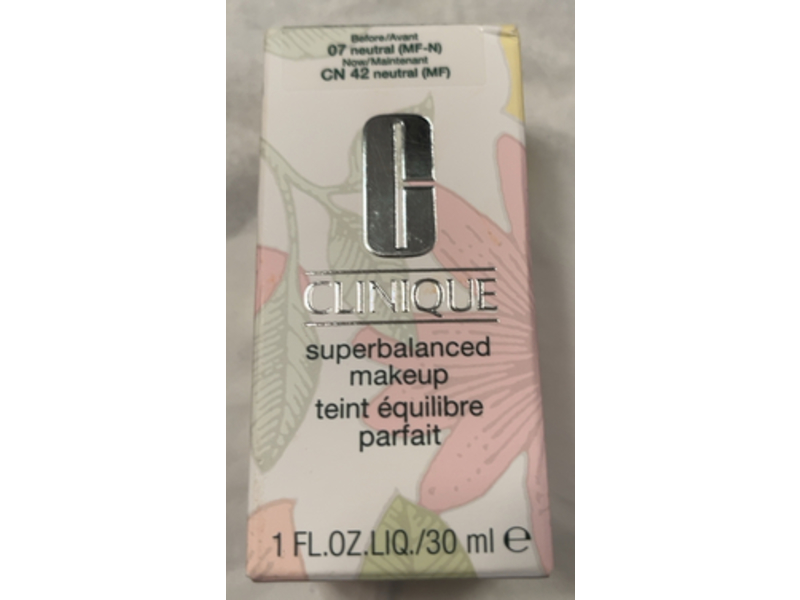 Before/Avant
07 neutral (MF-N)
Now/Maintenant
CN 42 neutral (MF)
CLINIQUE
superbalanced
makeup
teint équilibre
parfait
1 FL.OZ.LIQ./30 ml ℮